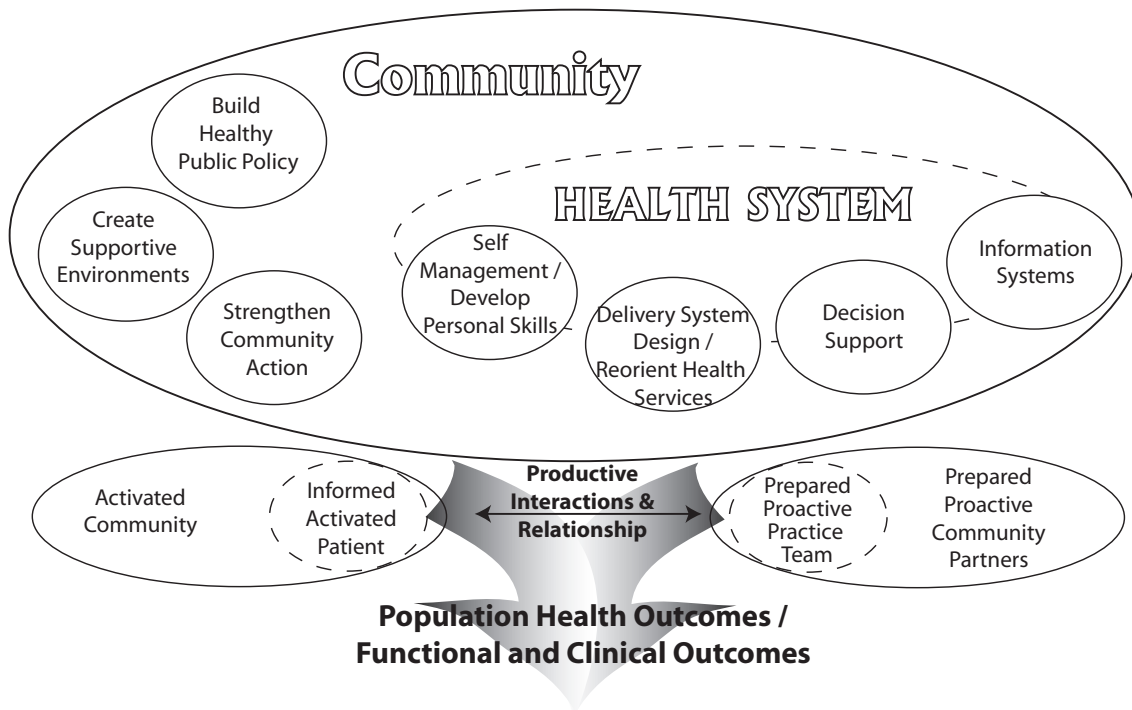 Community
Build
Healthy
Public Policy
Create
Supportive
Environments
Strengthen
Community
Action
HEALTH SYSTEM
Self
Management /
Develop
Personal Skills
Delivery System
Design /
Reorient Health
Services
Decision
Support
Information
Systems
Activated
Community
Informed
Activated
Patient
Productive
Interactions &
Relationship
Prepared
Proactive
Practice
Team
Prepared
Proactive
Community
Partners
Population Health Outcomes /
Functional and Clinical Outcomes